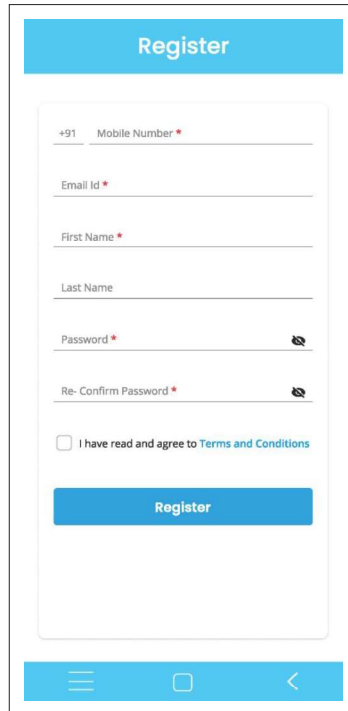 Register
+91 Mobile Number *
Email Id *
First Name *
Last Name
Password *
Re- Confirm Password *
I have read and agree to Terms and Conditions
Register